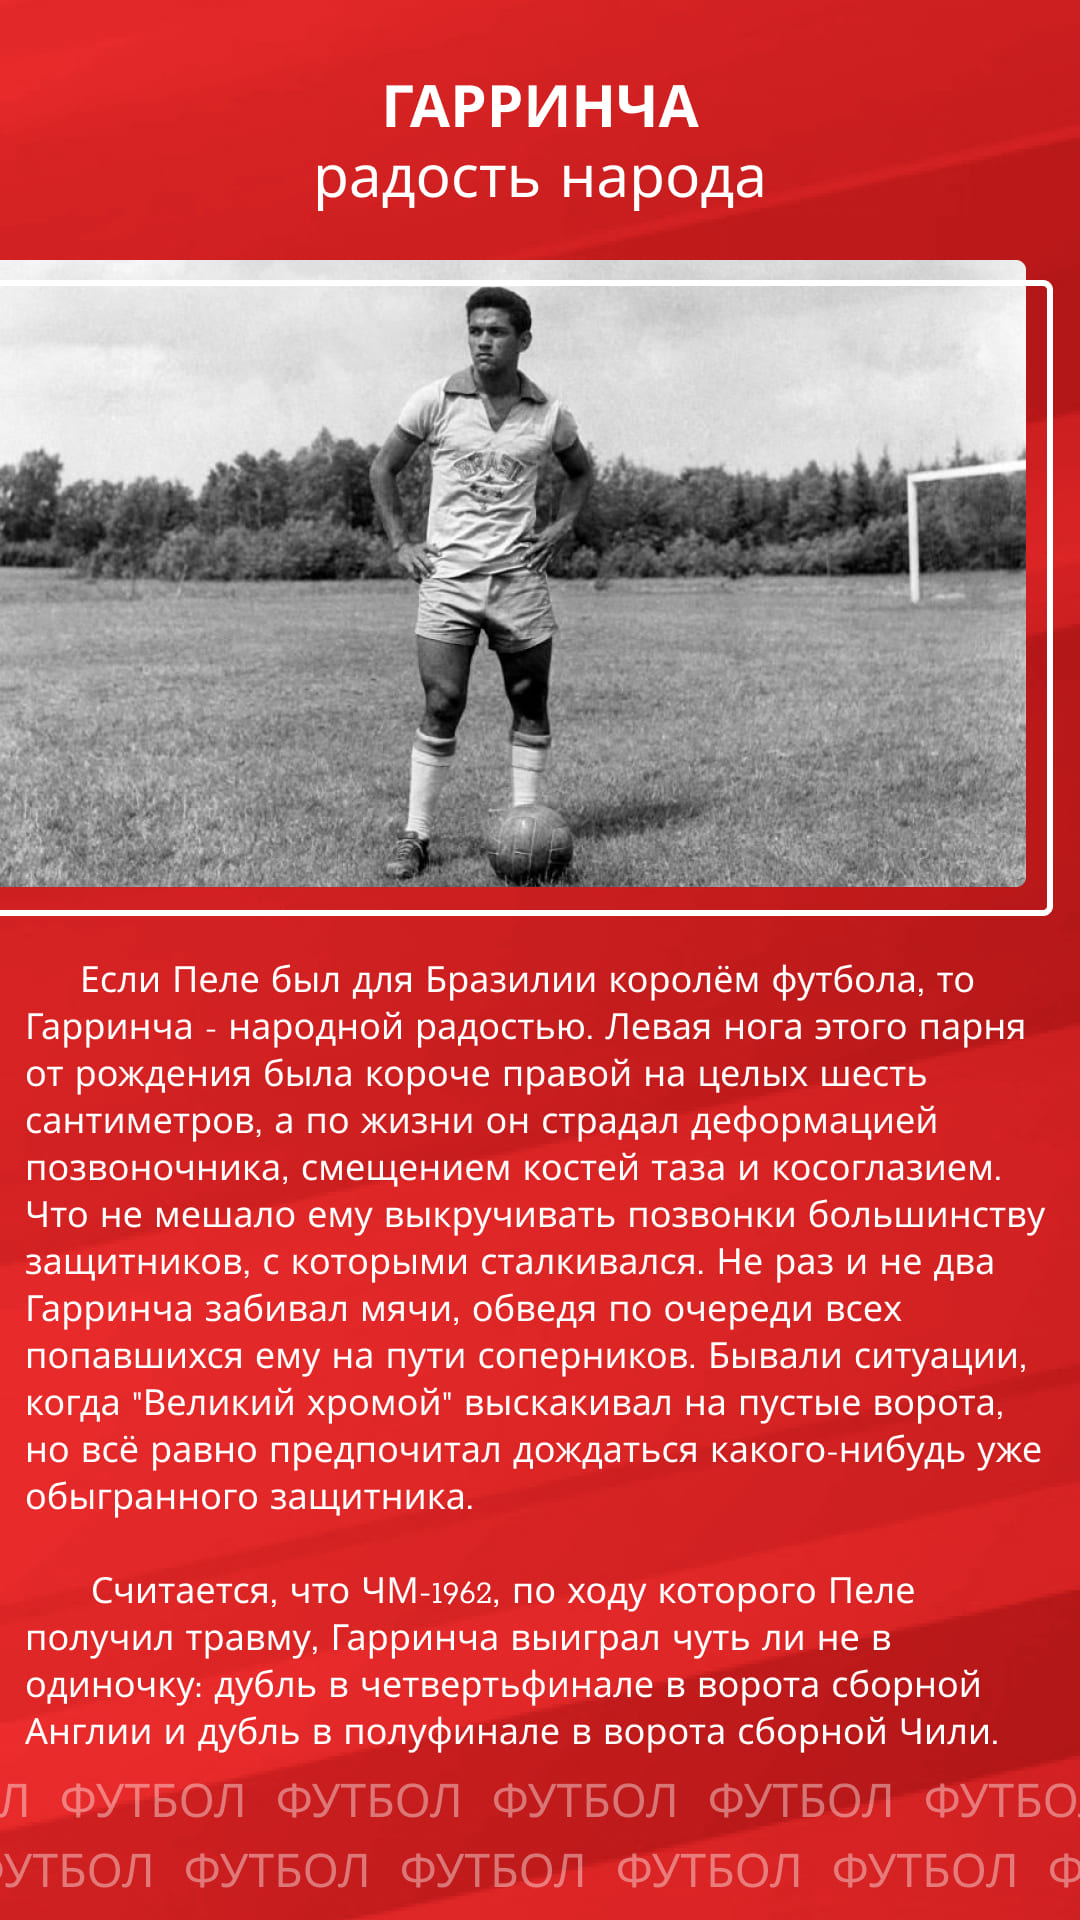 ГАРРИНЧА
радость народа
BRASIL
Если Пеле был для Бразилии королём футбола, то
Гарринча - народной радостью. Левая нога этого парня
от рождения была короче правой на целых шесть
сантиметров, а по жизни он страдал деформацией
позвоночника, смещением костей таза и косоглазием.
Что не мешало ему выкручивать позвонки большинству
защитников, с которыми сталкивался. Не раз и не два
Гарринча забивал мячи, обведя по очереди всех
попавшихся ему на пути соперников. Бывали ситуации,
когда "Великий хромой" выскакивал на пустые ворота,
но всё равно предпочитал дождаться какого-нибудь уже
обыгранного защитника.
Считается, что ЧМ-1962, по ходу которого Пеле
получил травму, Гарринча выиграл чуть ли не в
одиночку: дубль в четвертьфинале в ворота сборной
Англии и дубль в полуфинале в ворота сборной Чили.
Л ФУТБОЛ ФУТБОЛ ФУТБОЛ ФУТБОЛ ФУТБО
УТБОЛ ФУТБОЛ ФУТБОЛ ФУТБОЛ ФУТБОЛ Ф